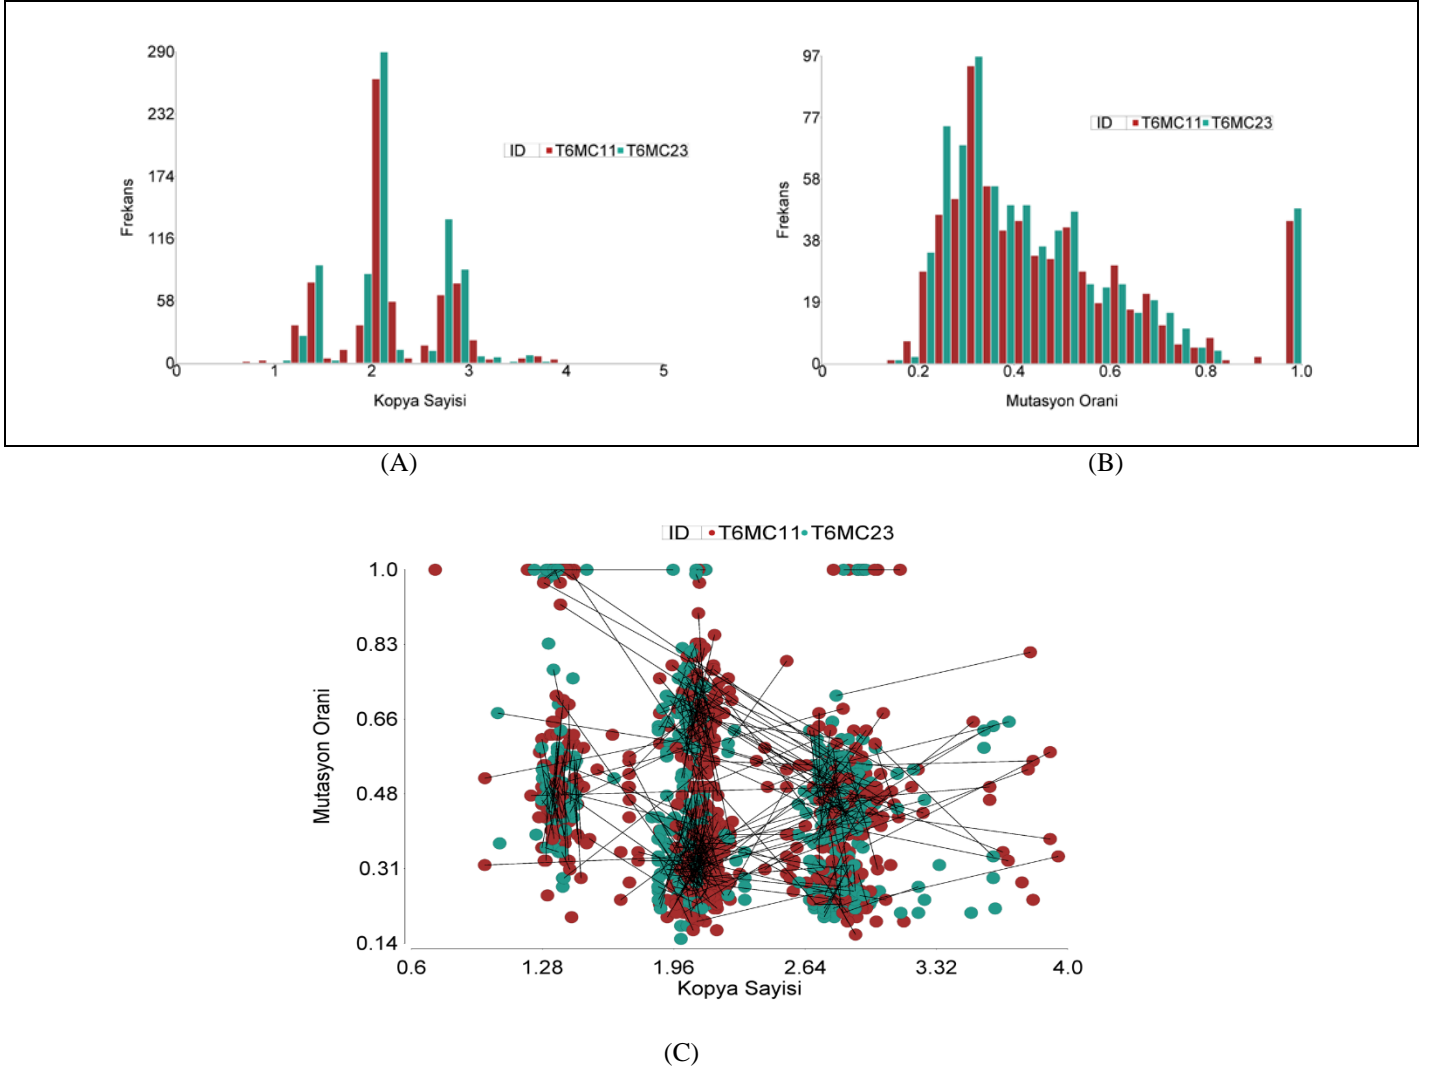 290
232
174
116
58
0
Frekans
ID T6MC11 T6MC23
0 1 2 3 4 5
Kopya Sayisi
97
77
58
38
19
0
Frekans
ID T6MC11 T6MC23
0 0.2 0.4 0.6 0.8 1.0
Mutasyon Orani
(A) (B)
ID T6MC11 T6MC23
1.0
0.83
0.66
0.48
0.31
0.14
Mutasyon Orani
0.6 1.28 1.96 2.64 3.32 4.0
Kopya Sayisi
(C)